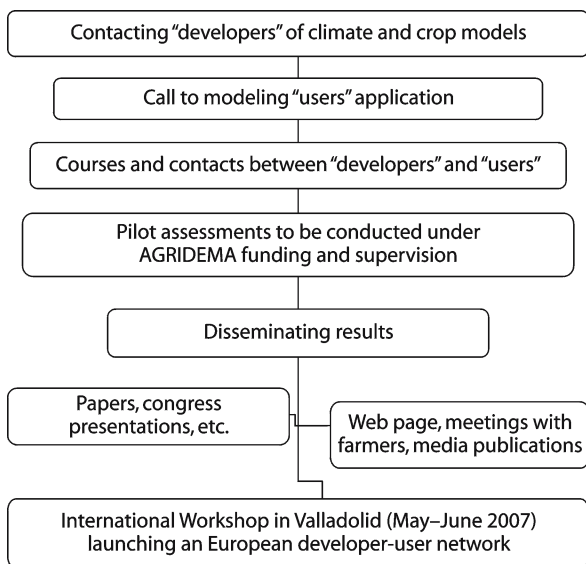 Contacting “developers” of climate and crop models
Call to modeling “users” application
Courses and contacts between “developers” and “users”
Pilot assessments to be conducted under
AGRIDEMA funding and supervision
Disseminating results
Papers, congress
presentations, etc.
Web page, meetings with
farmers, media publications
International Workshop in Valladolid (May–June 2007)
launching an European developer-user network